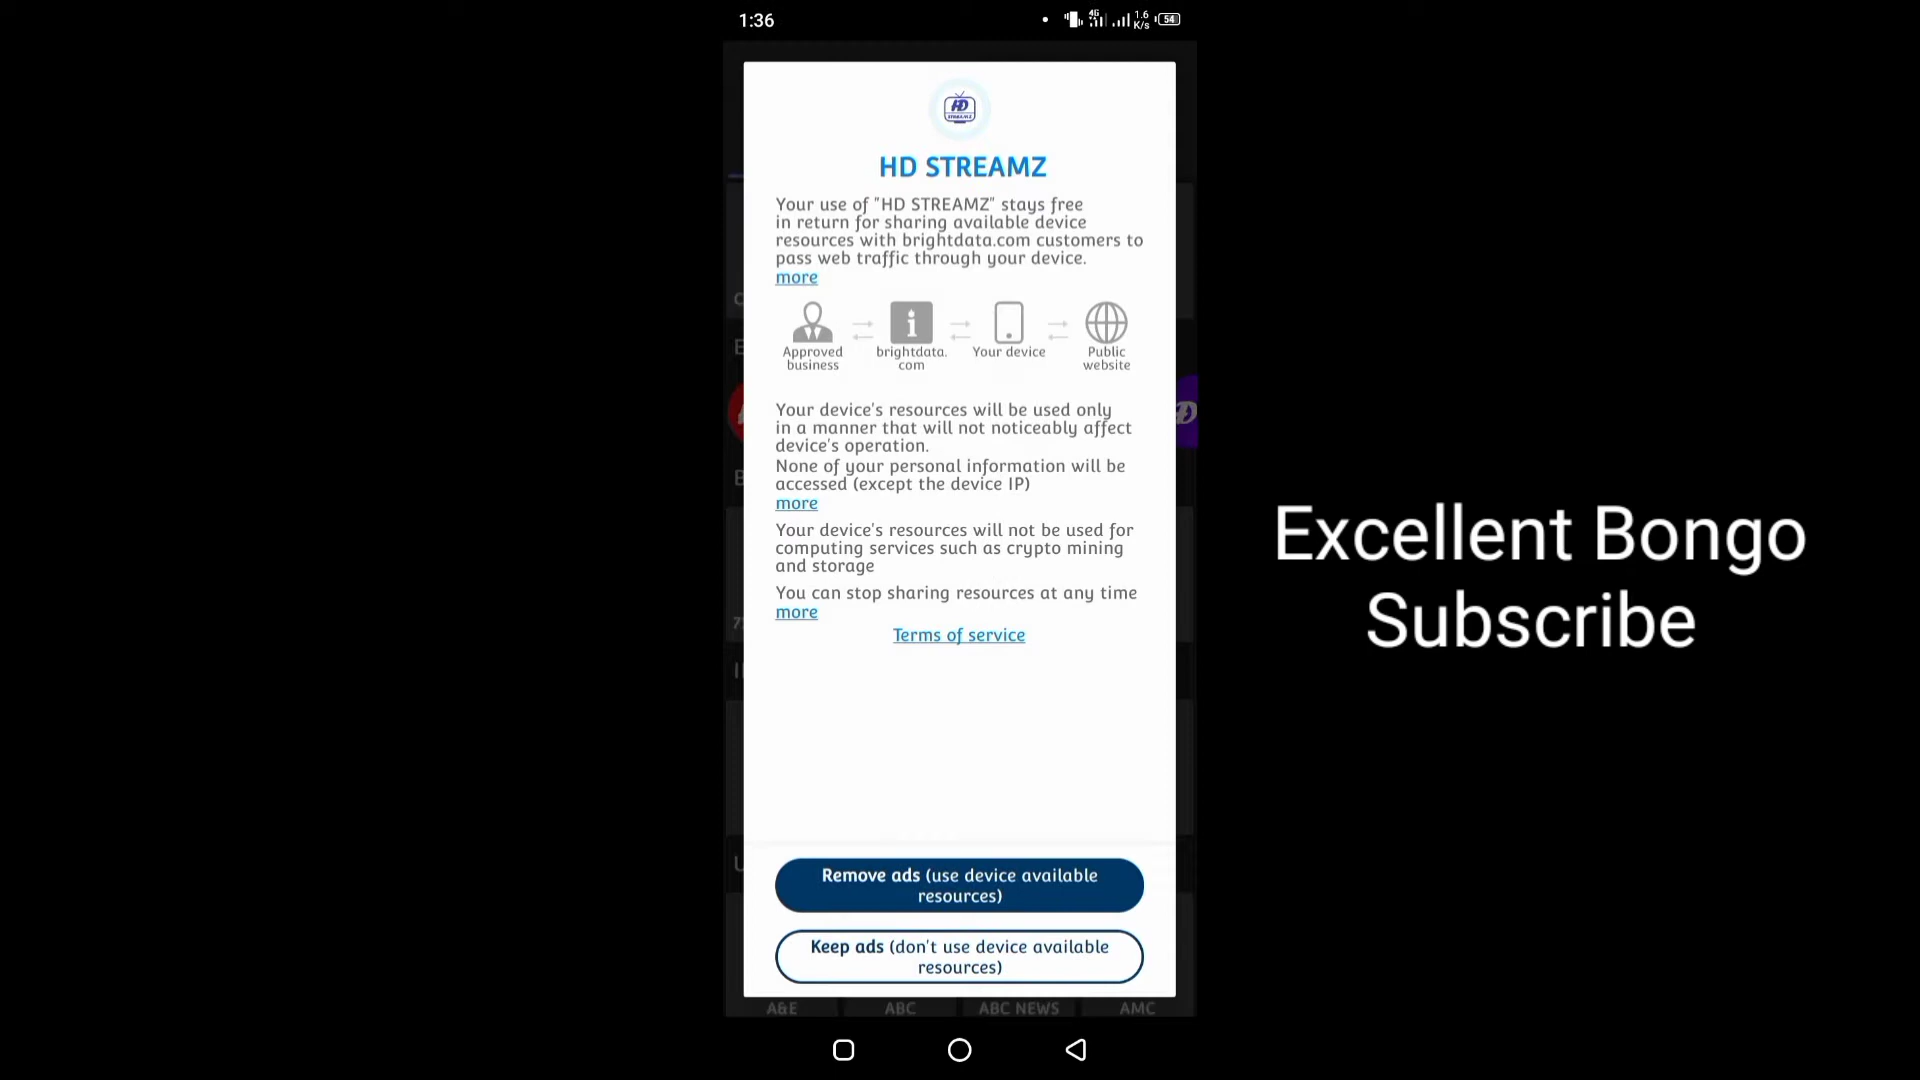 1:36
4G
1.6
K/s
54
HD
STREAMZ
HD STREAMZ
Your use of "HD STREAMZ" stays free
in return for sharing available device
resources with brightdata.com customers to
pass web traffic through your device.
more
Approved
business
brightdata.
com
Your device
Public
website
Your device's resources will be used only
in a manner that will not noticeably affect
device's operation.
None of your personal information will be
accessed (except the device IP)
more
Your device's resources will not be used for
computing services such as crypto mining
and storage
You can stop sharing resources at any time
more
Terms of service
Remove ads (use device available
resources)
Keep ads (don't use device available
resources)
A&E
ABC
ABC NEWS
AMC
Excellent Bongo
Subscribe